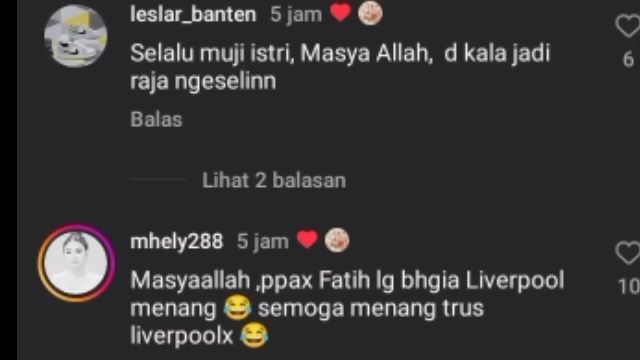 leslar_banten 5 jam ❤️
6
Selalu muji istri, Masya Allah, d kala jadi
raja ngeselinn
Balas
Lihat 2 balasan
mhely288 5 jam ❤️
10
Masyaallah ,ppax Fatih lg bhgia Liverpool
menang 😂 semoga menang trus
liverpoolx 😂